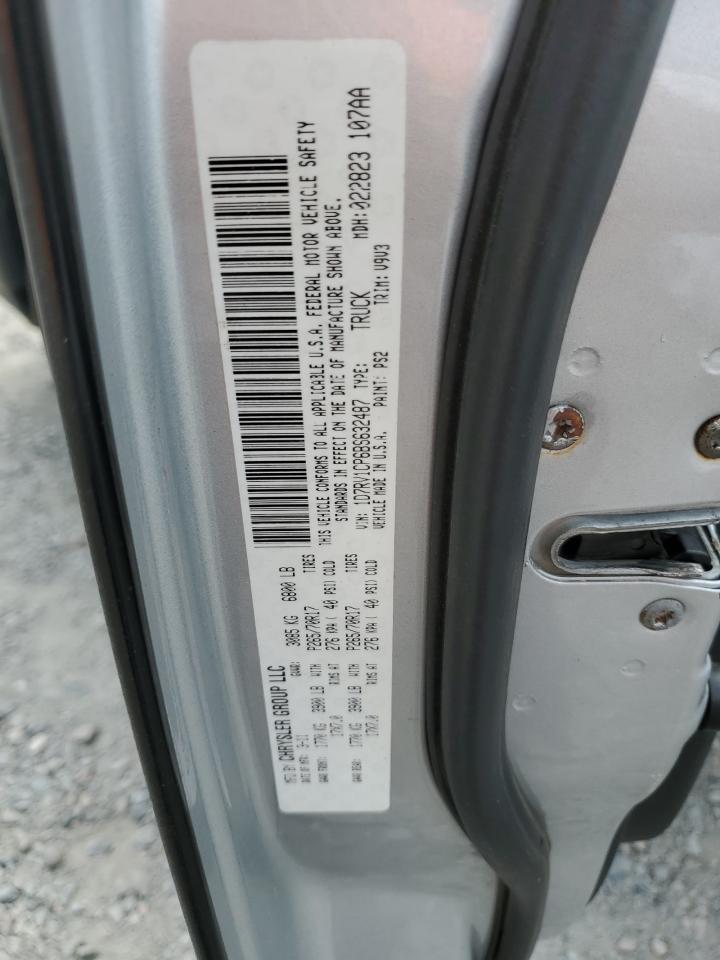 MFD BY: CHRYSLER GROUP LLC
DATE OF MFR: GVWR: 3085 KG 6800 LB
GAWR FRONT: 1770 KG 3900 LB WITH P265/70R17 TIRES
17X7.0 RIMS AT 276 KPA ( 40 PSI) COLD
GAWR REAR: 1770 KG 3900 LB WITH P265/70R17 TIRES
17X7.0 RIMS AT 276 KPA ( 40 PSI) COLD
THIS VEHICLE CONFORMS TO ALL APPLICABLE U.S.A. FEDERAL MOTOR VEHICLE SAFETY
STANDARDS IN EFFECT ON THE DATE OF MANUFACTURE SHOWN ABOVE.
VIN: 1D7RV1CP6BS632487 TYPE: TRUCK MDH: 022823 107AA
VEHICLE MADE IN U.S.A. PAINT: PS2 TRIM: V9V3